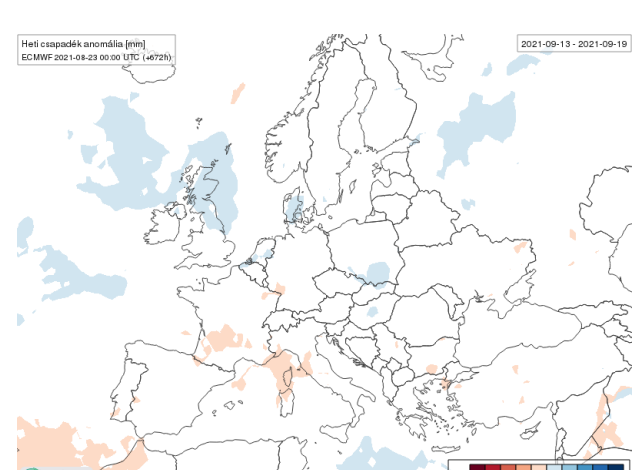 Heti csapadék anomália [mm]
ECMWF 2021-08-23 00:00 UTC (+672h)
2021-09-13 - 2021-09-19